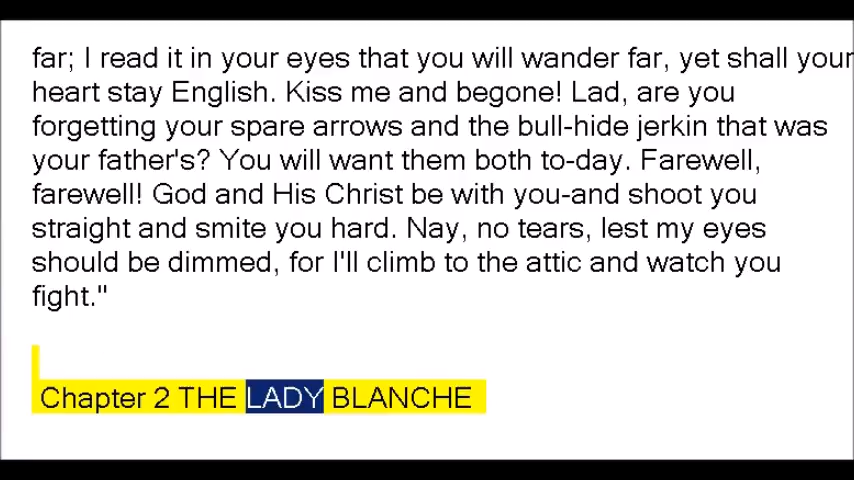 far; I read it in your eyes that you will wander far, yet shall your
heart stay English. Kiss me and begone! Lad, are you
forgetting your spare arrows and the bull-hide jerkin that was
your father's? You will want them both to-day. Farewell,
farewell! God and His Christ be with you-and shoot you
straight and smite you hard. Nay, no tears, lest my eyes
should be dimmed, for I'll climb to the attic and watch you
fight."
Chapter 2 THE LADY BLANCHE